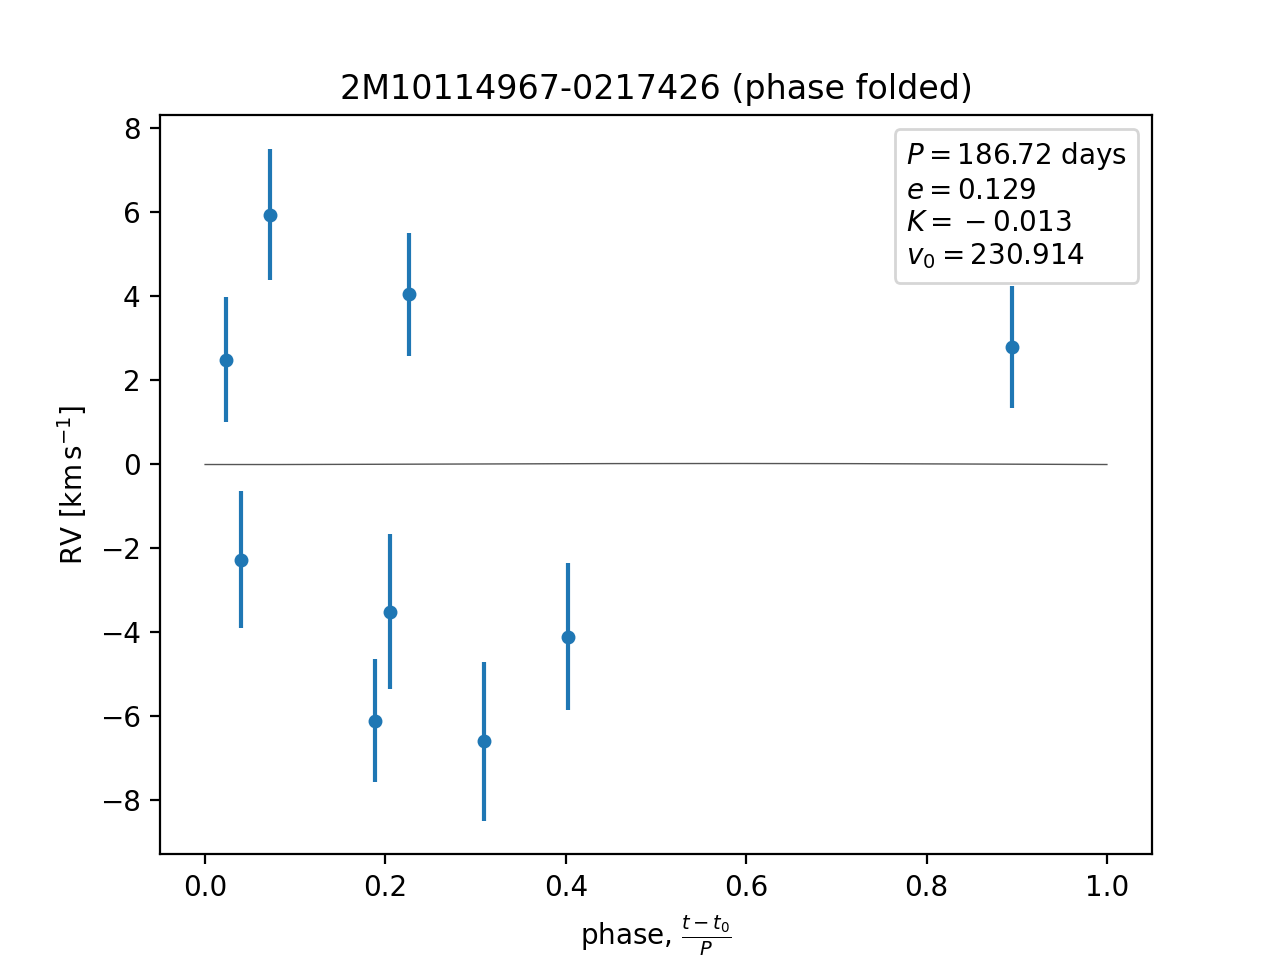 2M10114967-0217426 (phase folded)
P = 186.72 days
e = 0.129
K = −0.013
v₀ = 230.914
RV [km s⁻¹]
8
6
4
2
0
−2
−4
−6
−8
0.0 0.2 0.4 0.6 0.8 1.0
phase, (t − t₀)/P